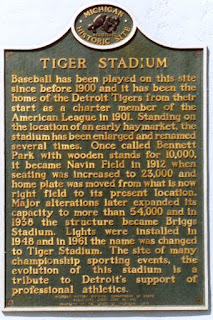 MICHIGAN
HISTORIC SITE
TIGER STADIUM
Baseball has been played on this site
since before 1900 and it has been the
home of the Detroit Tigers from their
start as a charter member of the
American League in 1901. Standing on
the location of an early haymarket, the
stadium has been enlarged and renamed
several times. Once called Bennett
Park with wooden stands for 10,000,
it became Navin Field in 1912 when
seating was increased to 23,000 and
home plate was moved from what is now
right field to its present location.
Major alterations later expanded its
capacity to more than 54,000 and in
1938 the structure became Briggs
Stadium. Lights were installed in
1948 and in 1961 the name was changed
to Tiger Stadium. The site of many
championship sporting events, the
evolution of this stadium is a
tribute to Detroit's support of
professional athletics.